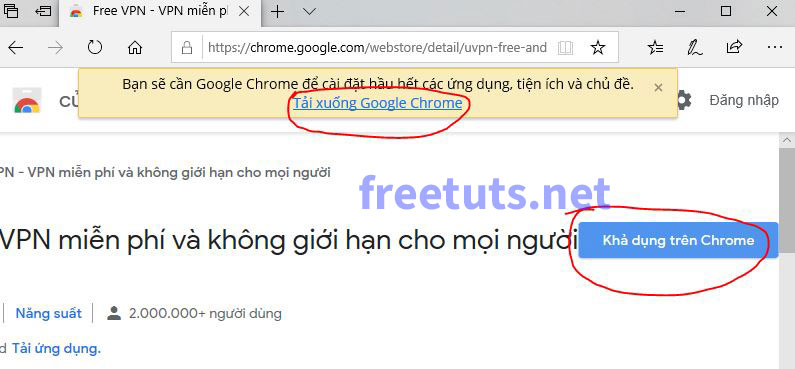 Free VPN - VPN miễn ph
https://chrome.google.com/webstore/detail/uvpn-free-and
Bạn sẽ cần Google Chrome để cài đặt hầu hết các ứng dụng, tiện ích và chủ đề.
Tải xuống Google Chrome
CỬ
Đăng nhập
PN - VPN miễn phí và không giới hạn cho mọi người
freetuts.net
VPN miễn phí và không giới hạn cho mọi người
Khả dụng trên Chrome
Năng suất
2.000.000+ người dùng
d Tải ứng dụng.